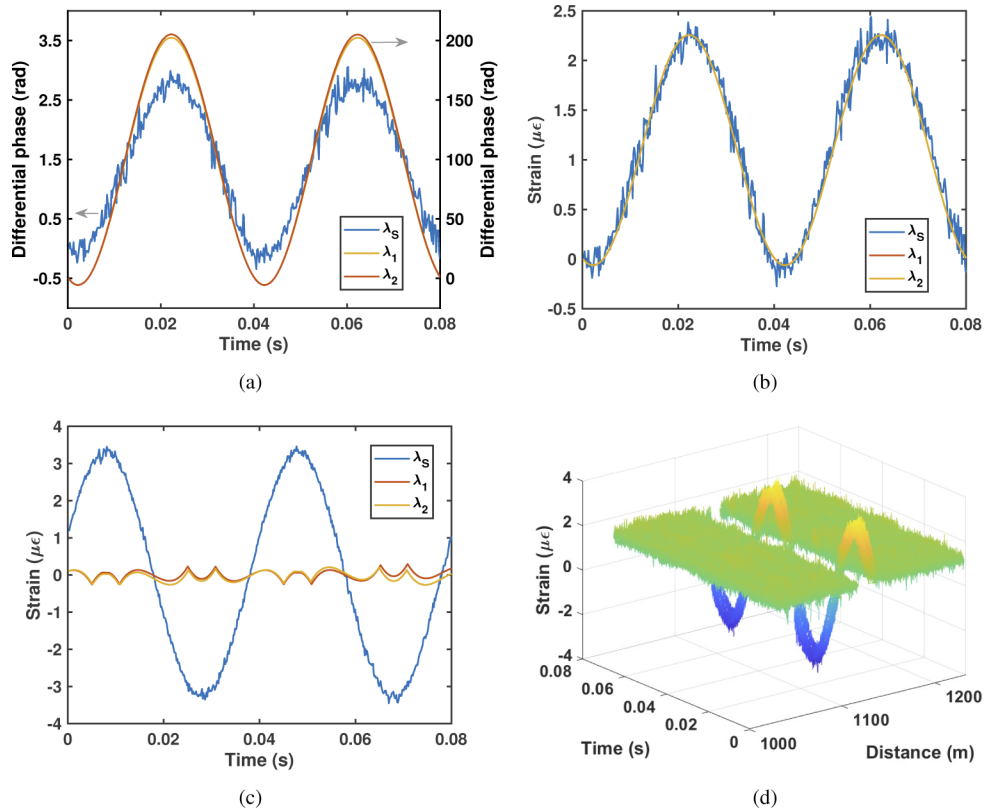 3.5
2.5
1.5
0.5
-0.5
Differential phase (rad)
200
150
100
50
0
Differential phase (rad)
λS
λ1
λ2
0 0.02 0.04 0.06 0.08
Time (s)
(a)
2.5
2
1.5
1
0.5
0
-0.5
Strain (με)
λS
λ1
λ2
0 0.02 0.04 0.06 0.08
Time (s)
(b)
4
3
2
1
0
-1
-2
-3
-4
Strain (με)
λS
λ1
λ2
0 0.02 0.04 0.06 0.08
Time (s)
(c)
4
2
0
-2
-4
Strain (με)
0.08
0.06
0.04
0.02
0
Time (s)
1000
1100
1200
Distance (m)
(d)